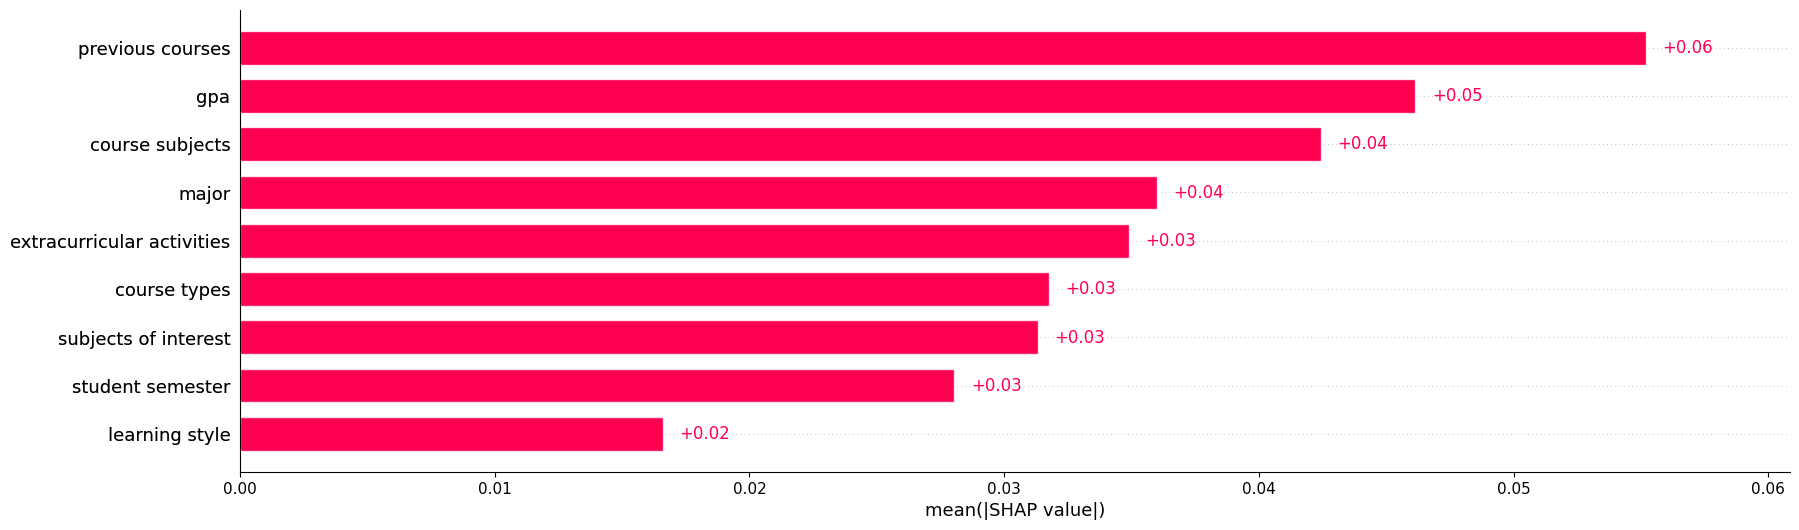 previous courses +0.06
gpa +0.05
course subjects +0.04
major +0.04
extracurricular activities +0.03
course types +0.03
subjects of interest +0.03
student semester +0.03
learning style +0.02
0.00 0.01 0.02 0.03 0.04 0.05 0.06
mean(|SHAP value|)